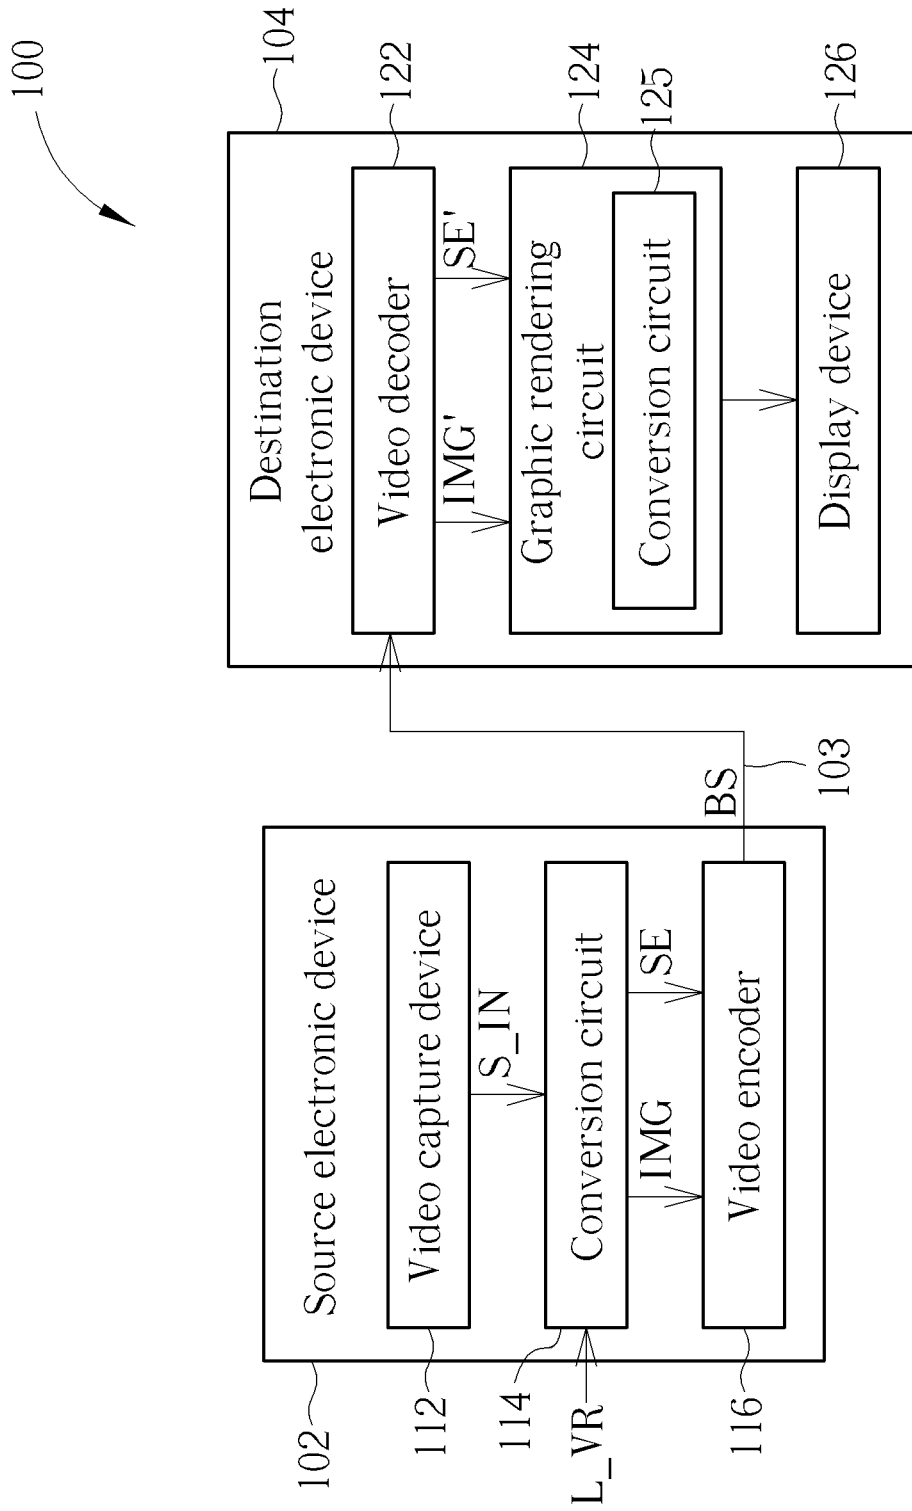 100
102
Source electronic device
112
Video capture device
S_IN
114
L_VR
Conversion circuit
IMG
SE
116
Video encoder
BS
103
104
Destination
electronic device
122
Video decoder
IMG'
SE'
124
Graphic rendering
circuit
125
Conversion circuit
126
Display device